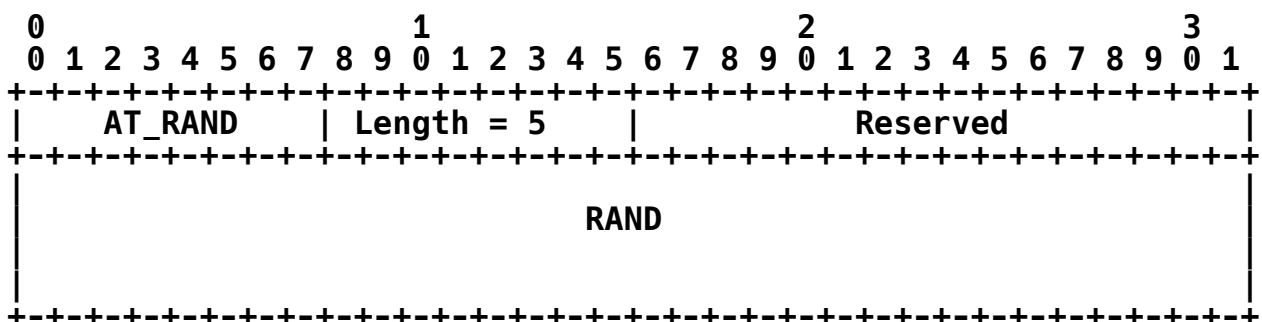 0                   1                   2                   3
 0 1 2 3 4 5 6 7 8 9 0 1 2 3 4 5 6 7 8 9 0 1 2 3 4 5 6 7 8 9 0 1
+-+-+-+-+-+-+-+-+-+-+-+-+-+-+-+-+-+-+-+-+-+-+-+-+-+-+-+-+-+-+-+-+
|    AT_RAND    | Length = 5    |           Reserved            |
+-+-+-+-+-+-+-+-+-+-+-+-+-+-+-+-+-+-+-+-+-+-+-+-+-+-+-+-+-+-+-+-+
|                                                               |
|                             RAND                              |
|                                                               |
|                                                               |
+-+-+-+-+-+-+-+-+-+-+-+-+-+-+-+-+-+-+-+-+-+-+-+-+-+-+-+-+-+-+-+-+